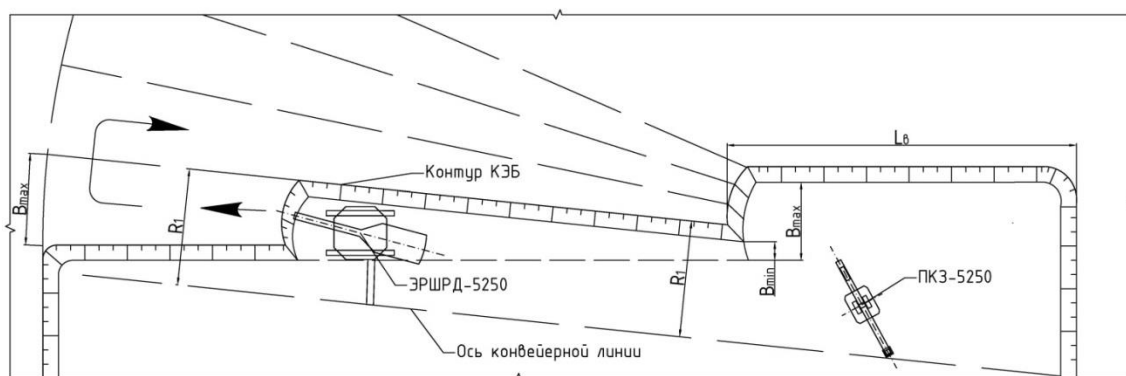 Lв
Контур КЭБ
Bmax
R1
Bmax
R1
Bmin
ЭРШРД-5250
ПКЗ-5250
Ось конвейерной линии